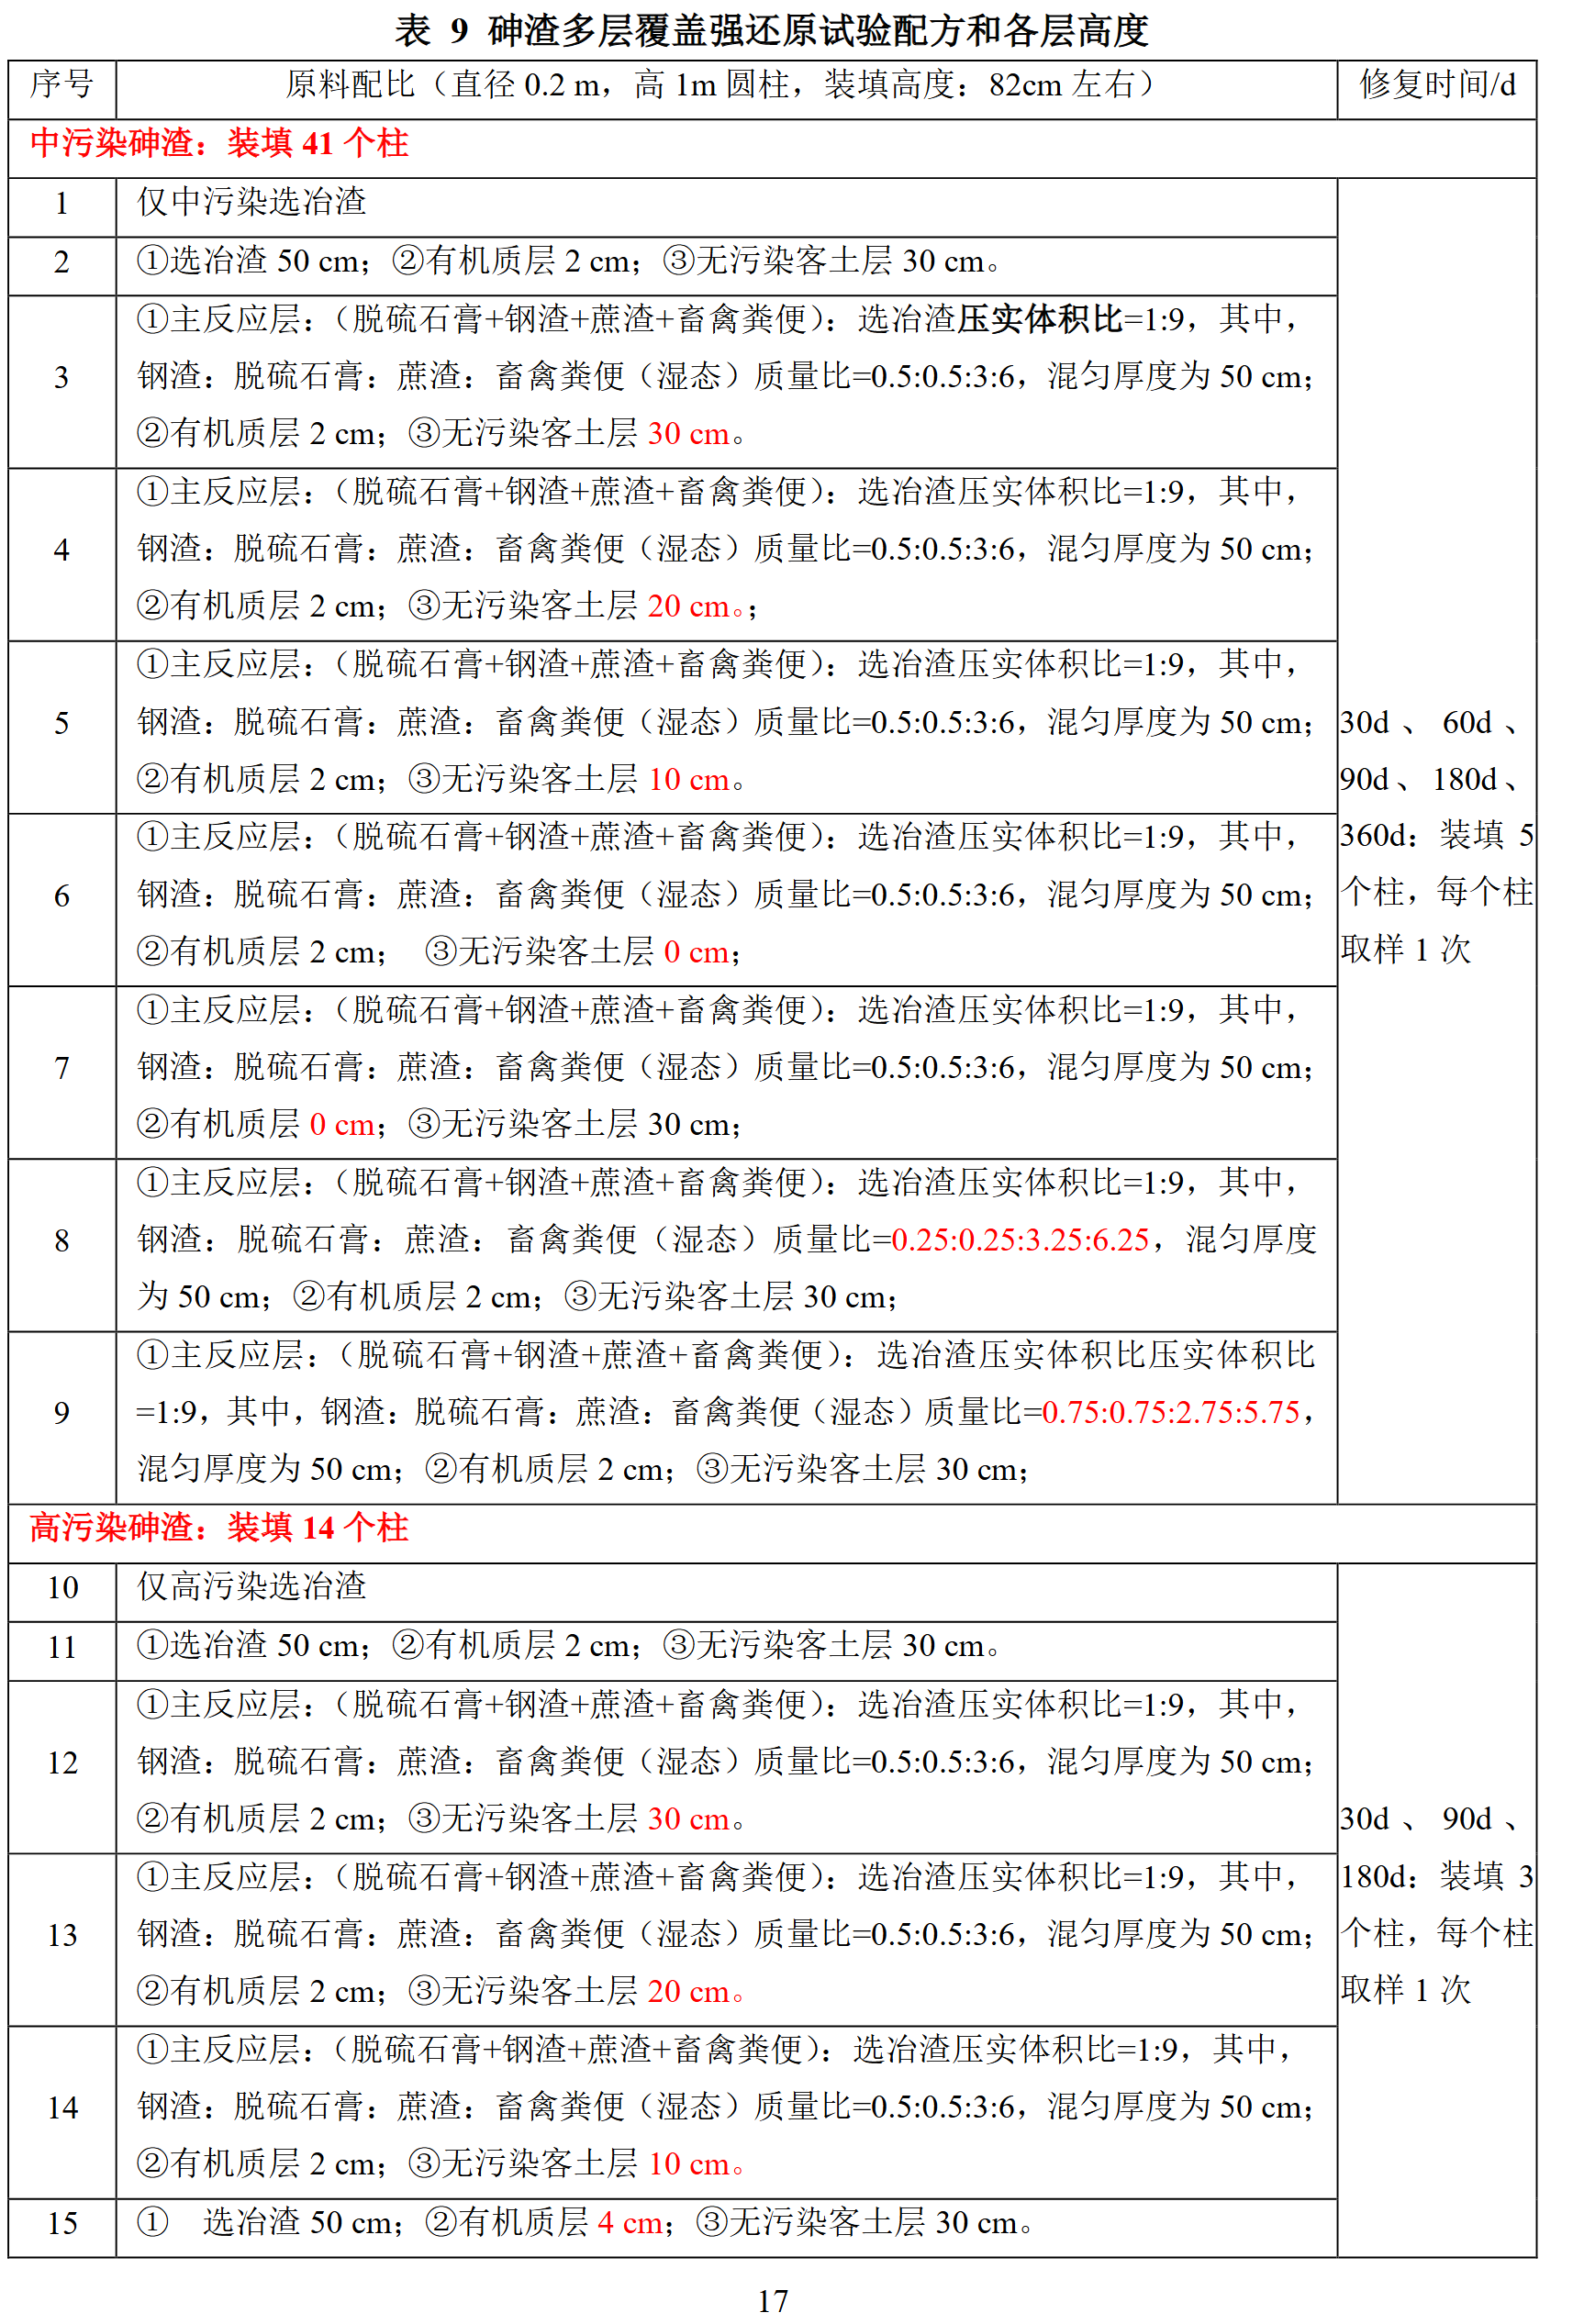 表 9 砷渣多层覆盖强还原试验配方和各层高度
序号
原料配比（直径 0.2 m，高 1m 圆柱，装填高度：82cm 左右）
修复时间/d
中污染砷渣：装填 41 个柱
1
仅中污染选冶渣
2
①选冶渣 50 cm；②有机质层 2 cm；③无污染客土层 30 cm。
3
①主反应层：（脱硫石膏+钢渣+蔗渣+畜禽粪便）：选冶渣压实体积比=1:9，其中，
钢渣：脱硫石膏：蔗渣：畜禽粪便（湿态）质量比=0.5:0.5:3:6，混匀厚度为 50 cm；
②有机质层 2 cm；③无污染客土层 30 cm。
4
①主反应层：（脱硫石膏+钢渣+蔗渣+畜禽粪便）：选冶渣压实体积比=1:9，其中，
钢渣：脱硫石膏：蔗渣：畜禽粪便（湿态）质量比=0.5:0.5:3:6，混匀厚度为 50 cm；
②有机质层 2 cm；③无污染客土层 20 cm。；
5
①主反应层：（脱硫石膏+钢渣+蔗渣+畜禽粪便）：选冶渣压实体积比=1:9，其中，
钢渣：脱硫石膏：蔗渣：畜禽粪便（湿态）质量比=0.5:0.5:3:6，混匀厚度为 50 cm；
②有机质层 2 cm；③无污染客土层 10 cm。
6
①主反应层：（脱硫石膏+钢渣+蔗渣+畜禽粪便）：选冶渣压实体积比=1:9，其中，
钢渣：脱硫石膏：蔗渣：畜禽粪便（湿态）质量比=0.5:0.5:3:6，混匀厚度为 50 cm；
②有机质层 2 cm； ③无污染客土层 0 cm；
7
①主反应层：（脱硫石膏+钢渣+蔗渣+畜禽粪便）：选冶渣压实体积比=1:9，其中，
钢渣：脱硫石膏：蔗渣：畜禽粪便（湿态）质量比=0.5:0.5:3:6，混匀厚度为 50 cm；
②有机质层 0 cm；③无污染客土层 30 cm；
8
①主反应层：（脱硫石膏+钢渣+蔗渣+畜禽粪便）：选冶渣压实体积比=1:9，其中，
钢渣：脱硫石膏：蔗渣：畜禽粪便（湿态）质量比=0.25:0.25:3.25:6.25，混匀厚度
为 50 cm；②有机质层 2 cm；③无污染客土层 30 cm；
9
①主反应层：（脱硫石膏+钢渣+蔗渣+畜禽粪便）：选冶渣压实体积比压实体积比
=1:9，其中，钢渣：脱硫石膏：蔗渣：畜禽粪便（湿态）质量比=0.75:0.75:2.75:5.75，
混匀厚度为 50 cm；②有机质层 2 cm；③无污染客土层 30 cm；
30d 、 60d 、
90d、180d、
360d：装填 5
个柱，每个柱
取样 1 次
高污染砷渣：装填 14 个柱
10
仅高污染选冶渣
11
①选冶渣 50 cm；②有机质层 2 cm；③无污染客土层 30 cm。
12
①主反应层：（脱硫石膏+钢渣+蔗渣+畜禽粪便）：选冶渣压实体积比=1:9，其中，
钢渣：脱硫石膏：蔗渣：畜禽粪便（湿态）质量比=0.5:0.5:3:6，混匀厚度为 50 cm；
②有机质层 2 cm；③无污染客土层 30 cm。
13
①主反应层：（脱硫石膏+钢渣+蔗渣+畜禽粪便）：选冶渣压实体积比=1:9，其中，
钢渣：脱硫石膏：蔗渣：畜禽粪便（湿态）质量比=0.5:0.5:3:6，混匀厚度为 50 cm；
②有机质层 2 cm；③无污染客土层 20 cm。
14
①主反应层：（脱硫石膏+钢渣+蔗渣+畜禽粪便）：选冶渣压实体积比=1:9，其中，
钢渣：脱硫石膏：蔗渣：畜禽粪便（湿态）质量比=0.5:0.5:3:6，混匀厚度为 50 cm；
②有机质层 2 cm；③无污染客土层 10 cm。
15
① 选冶渣 50 cm；②有机质层 4 cm；③无污染客土层 30 cm。
30d 、 90d 、
180d：装填 3
个柱，每个柱
取样 1 次
17